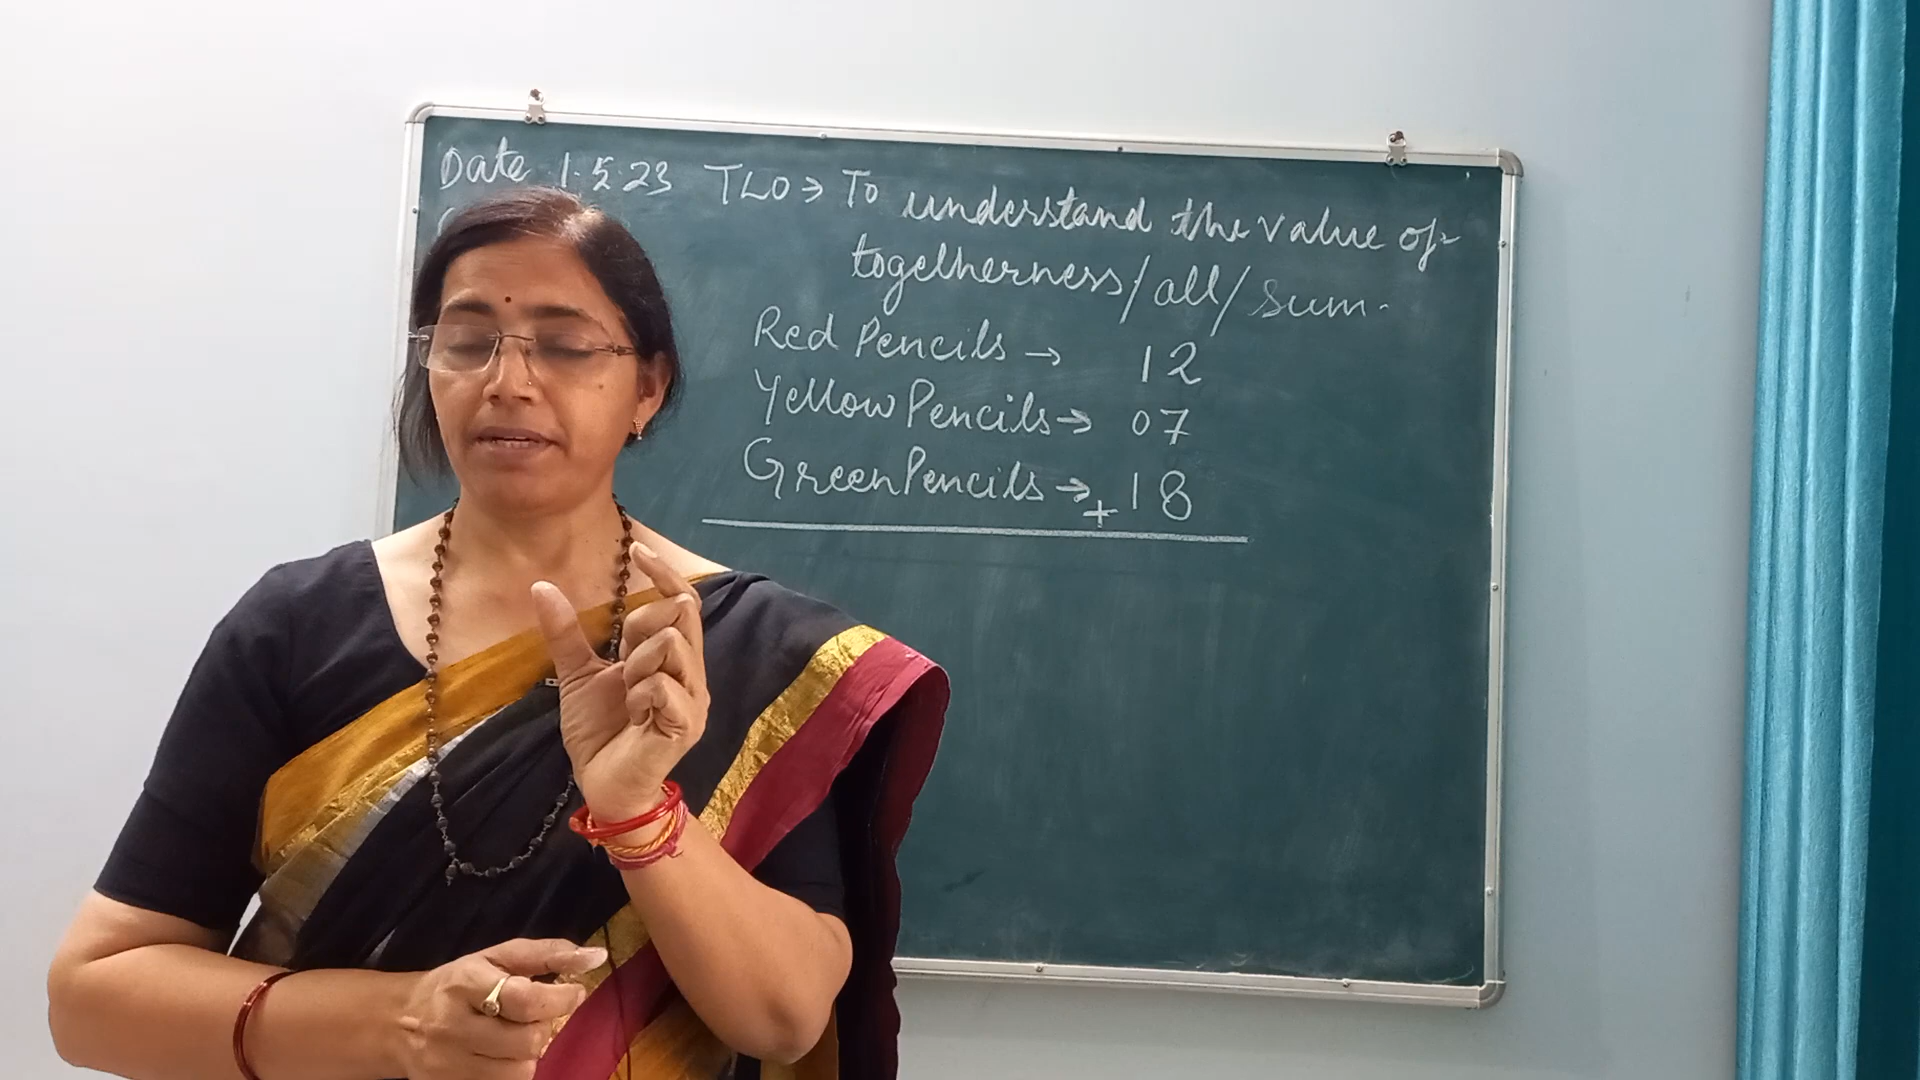 Date 1.5.23 TLO → To understand the value of
togetherness/all/sum.
Red Pencils → 12
Yellow Pencils → 07
Green Pencils → + 18